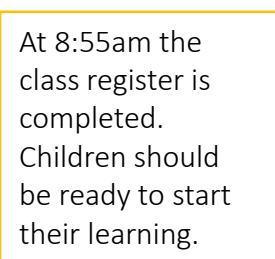 At 8:55am the
class register is
completed.
Children should
be ready to start
their learning.